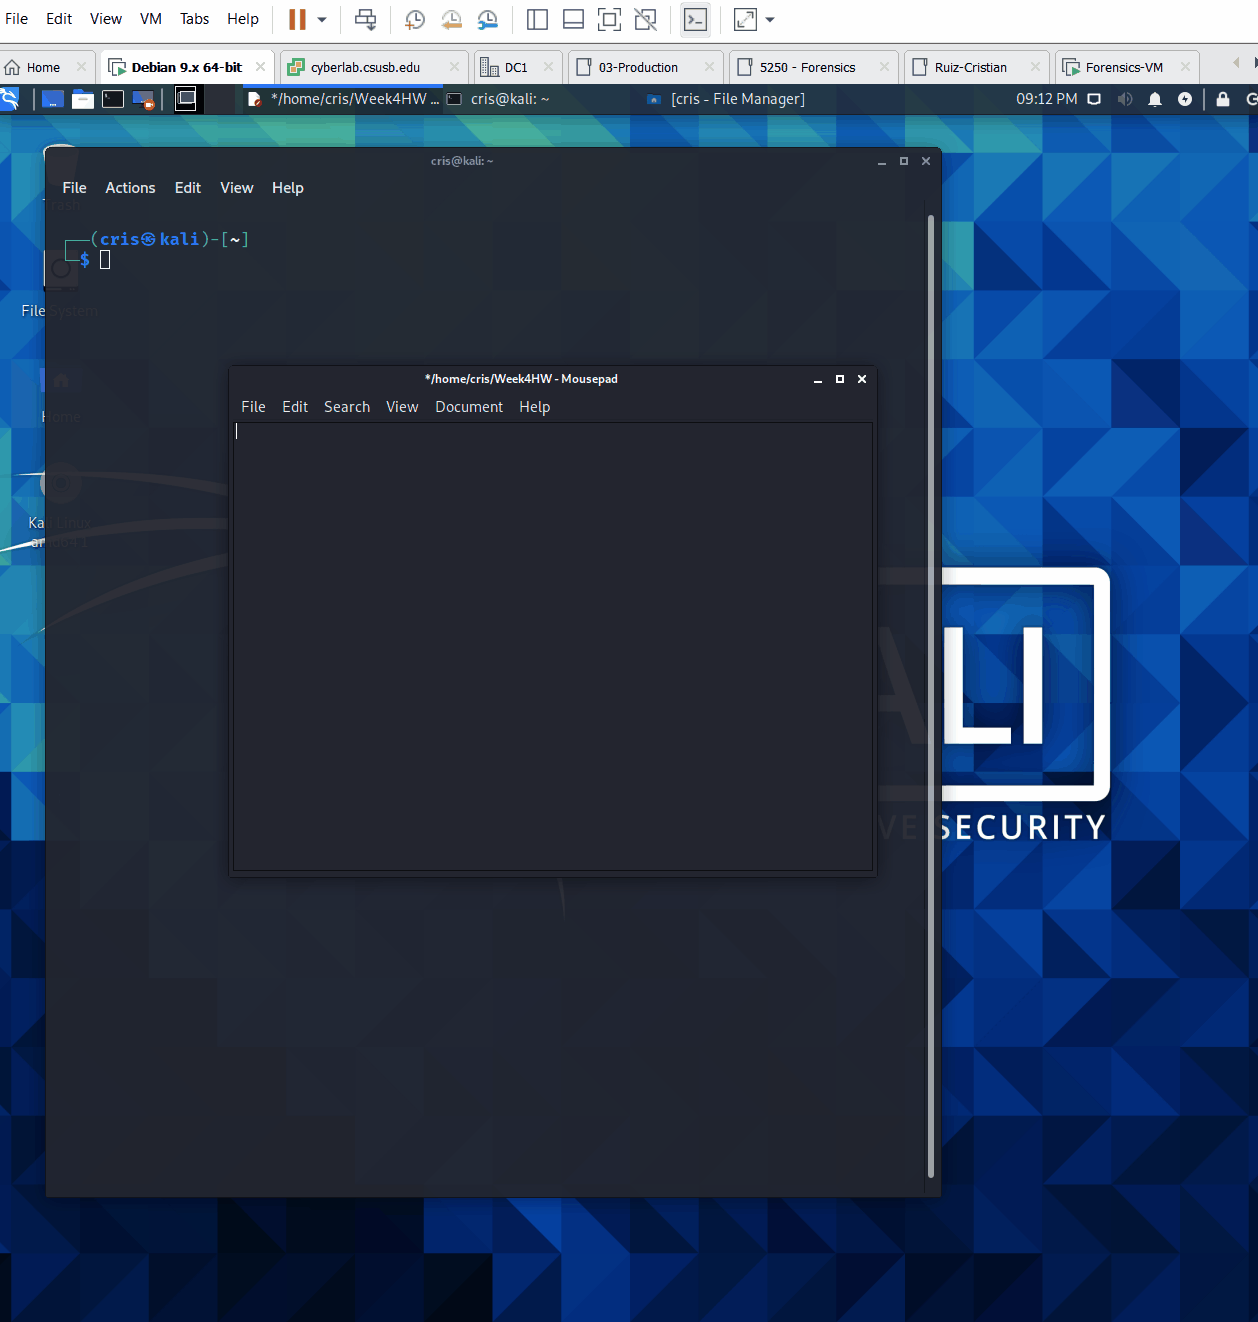 File Edit View VM Tabs Help
Home Debian 9.x 64-bit cyberlab.csusb.edu DC1 03-Production 5250 - Forensics Ruiz-Cristian Forensics-VM
*/home/cris/Week4HW ... cris@kali: ~ [cris - File Manager] 09:12 PM
cris@kali: ~
File Actions Edit View Help
Trash
(cris㉿kali)-[~]
$
File System
*/home/cris/Week4HW - Mousepad
File Edit Search View Document Help
Home
Kali Linux
ALI
VE SECURITY